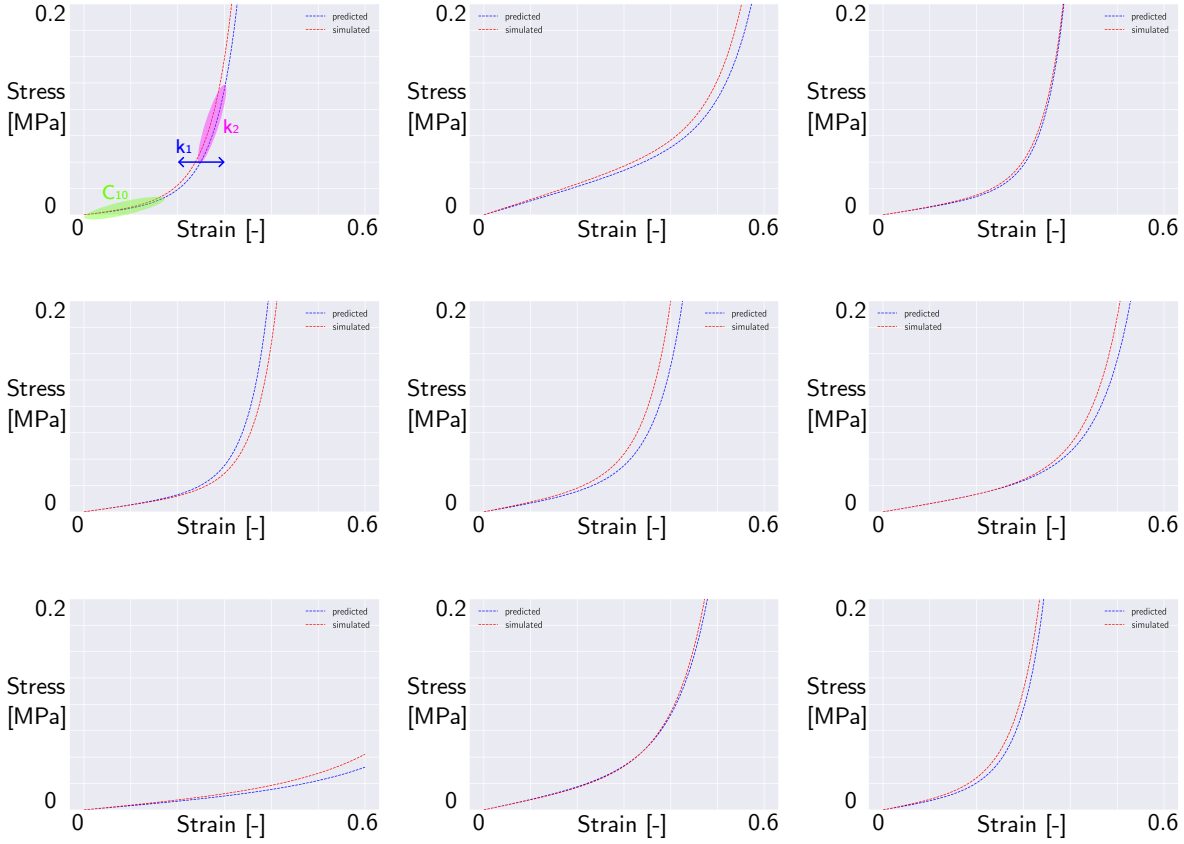 0.2
predicted
simulated
Stress
[MPa]
k2
k1
C10
0
0
Strain [-]
0.6
0.2
predicted
simulated
Stress
[MPa]
0
0
Strain [-]
0.6
0.2
predicted
simulated
Stress
[MPa]
0
0
Strain [-]
0.6
0.2
predicted
simulated
Stress
[MPa]
0
0
Strain [-]
0.6
0.2
predicted
simulated
Stress
[MPa]
0
0
Strain [-]
0.6
0.2
predicted
simulated
Stress
[MPa]
0
0
Strain [-]
0.6
0.2
predicted
simulated
Stress
[MPa]
0
0
Strain [-]
0.6
0.2
predicted
simulated
Stress
[MPa]
0
0
Strain [-]
0.6
0.2
predicted
simulated
Stress
[MPa]
0
0
Strain [-]
0.6